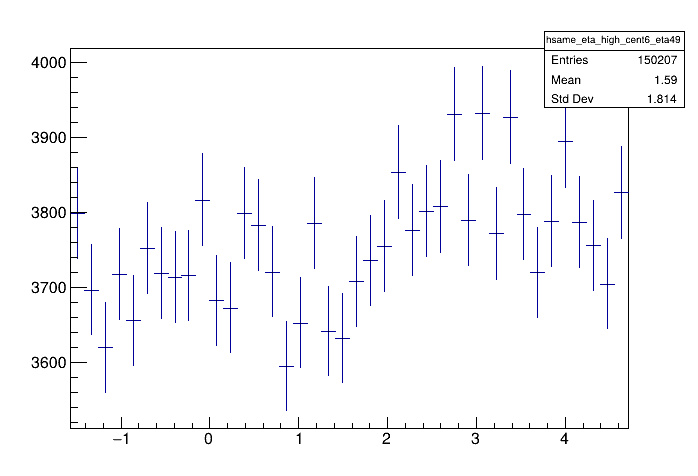 hsame_eta_high_cent6_eta49
Entries 150207
Mean 1.59
Std Dev 1.814
4000
3900
3800
3700
3600
−1 0 1 2 3 4